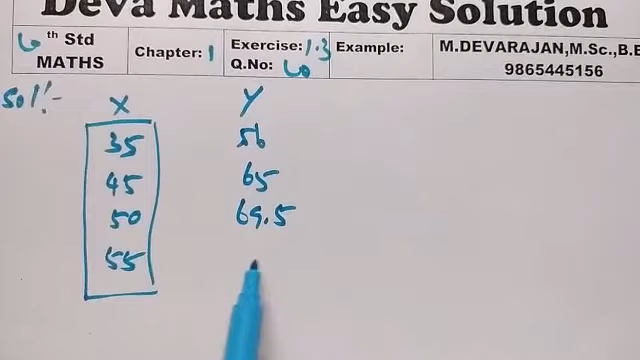 Deva Maths Easy Solution
6th Std MATHS
Chapter: 1
Exercise: 1.3
Q.No: 6
Example:
M.DEVARAJAN,M.Sc.,B.E
9865445156
Sol:-
X Y
35 56
45 65
50 69.5
55